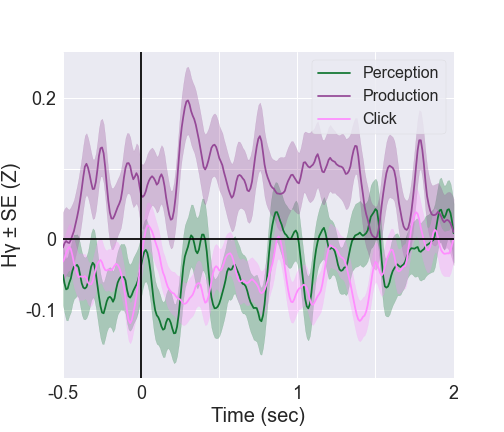 Perception
Production
Click
Hγ ± SE (Z)
0.2
0
-0.1
-0.5
0
1
2
Time (sec)